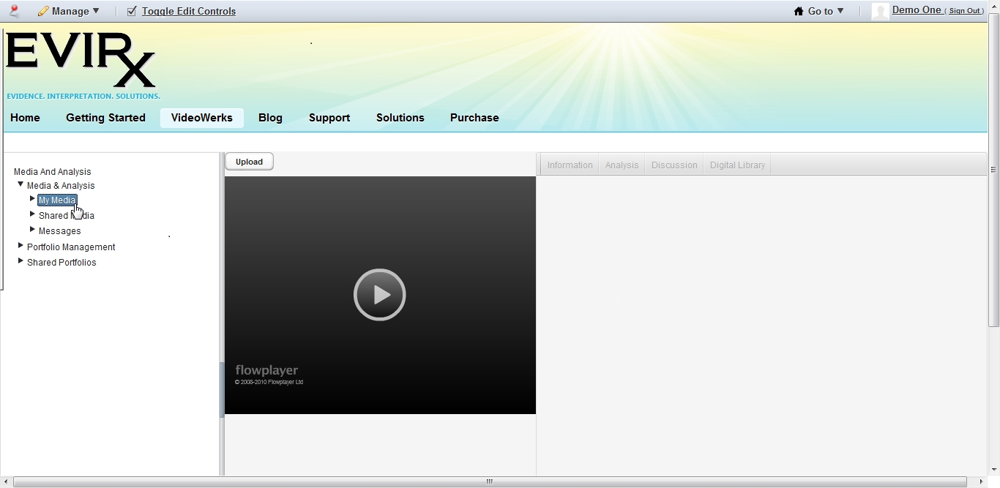 Manage Toggle Edit Controls Go to Demo One ( Sign Out )
EVIRx
EVIDENCE. INTERPRETATION. SOLUTIONS.
Home Getting Started VideoWerks Blog Support Solutions Purchase
Upload
Information Analysis Discussion Digital Library
Media And Analysis
Media & Analysis
My Media
Shared Media
Messages
Portfolio Management
Shared Portfolios
flowplayer
© 2008-2010 Flowplayer Ltd